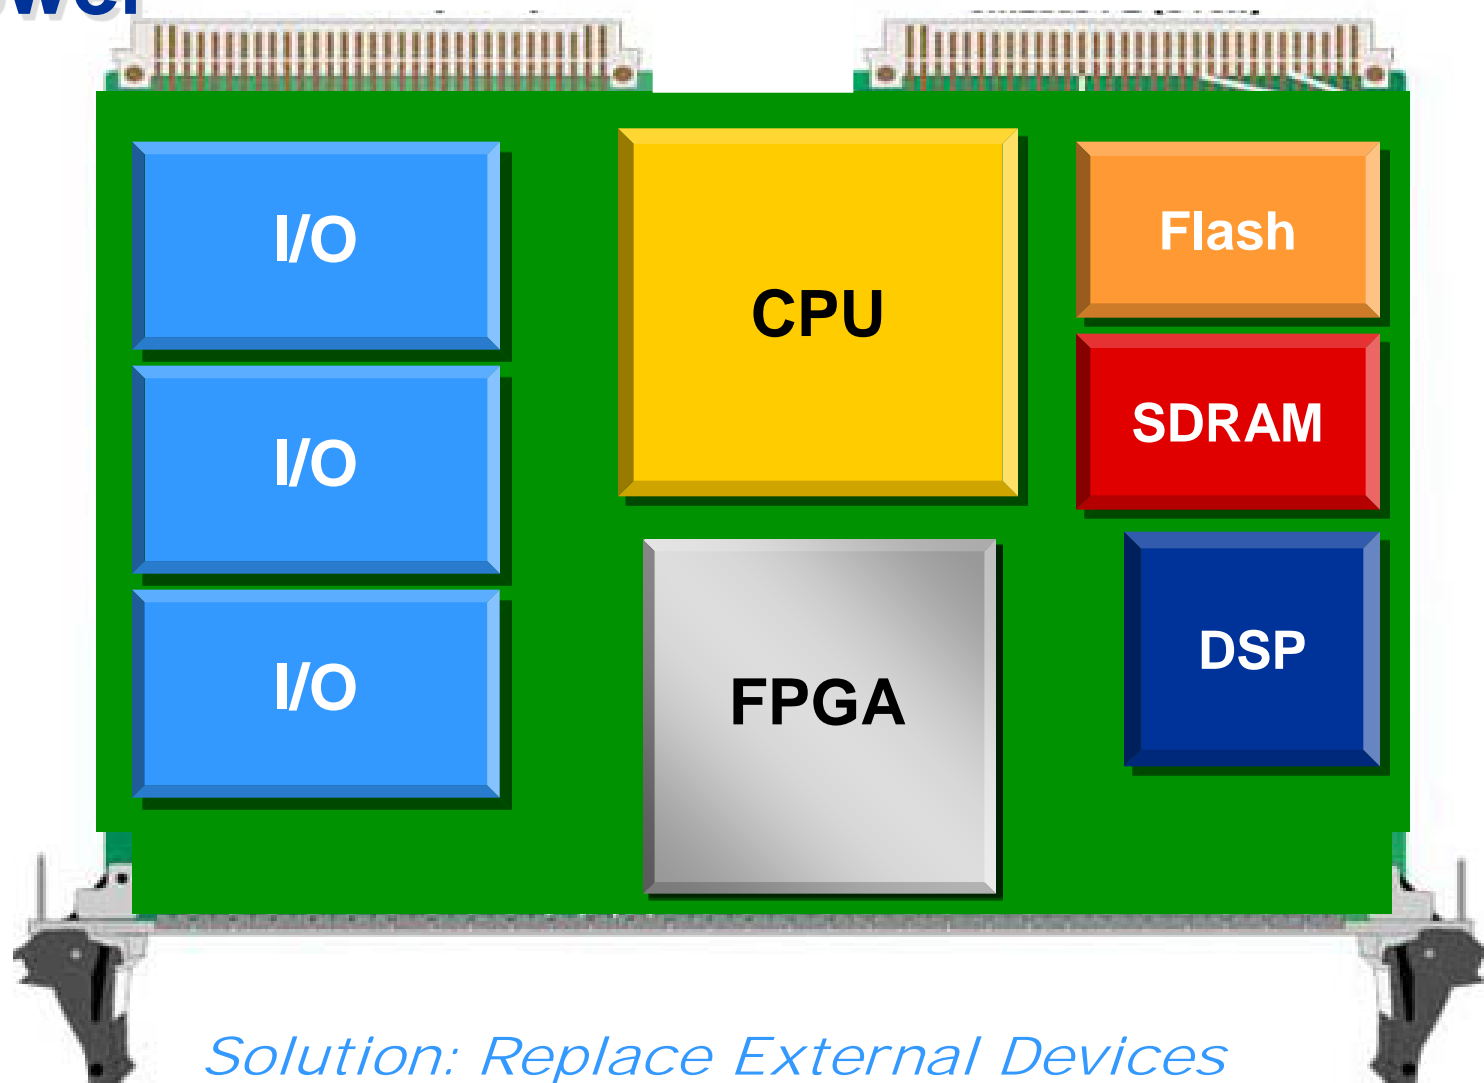 I/O
CPU
Flash
SDRAM
I/O
DSP
I/O
FPGA
Solution: Replace External Devices